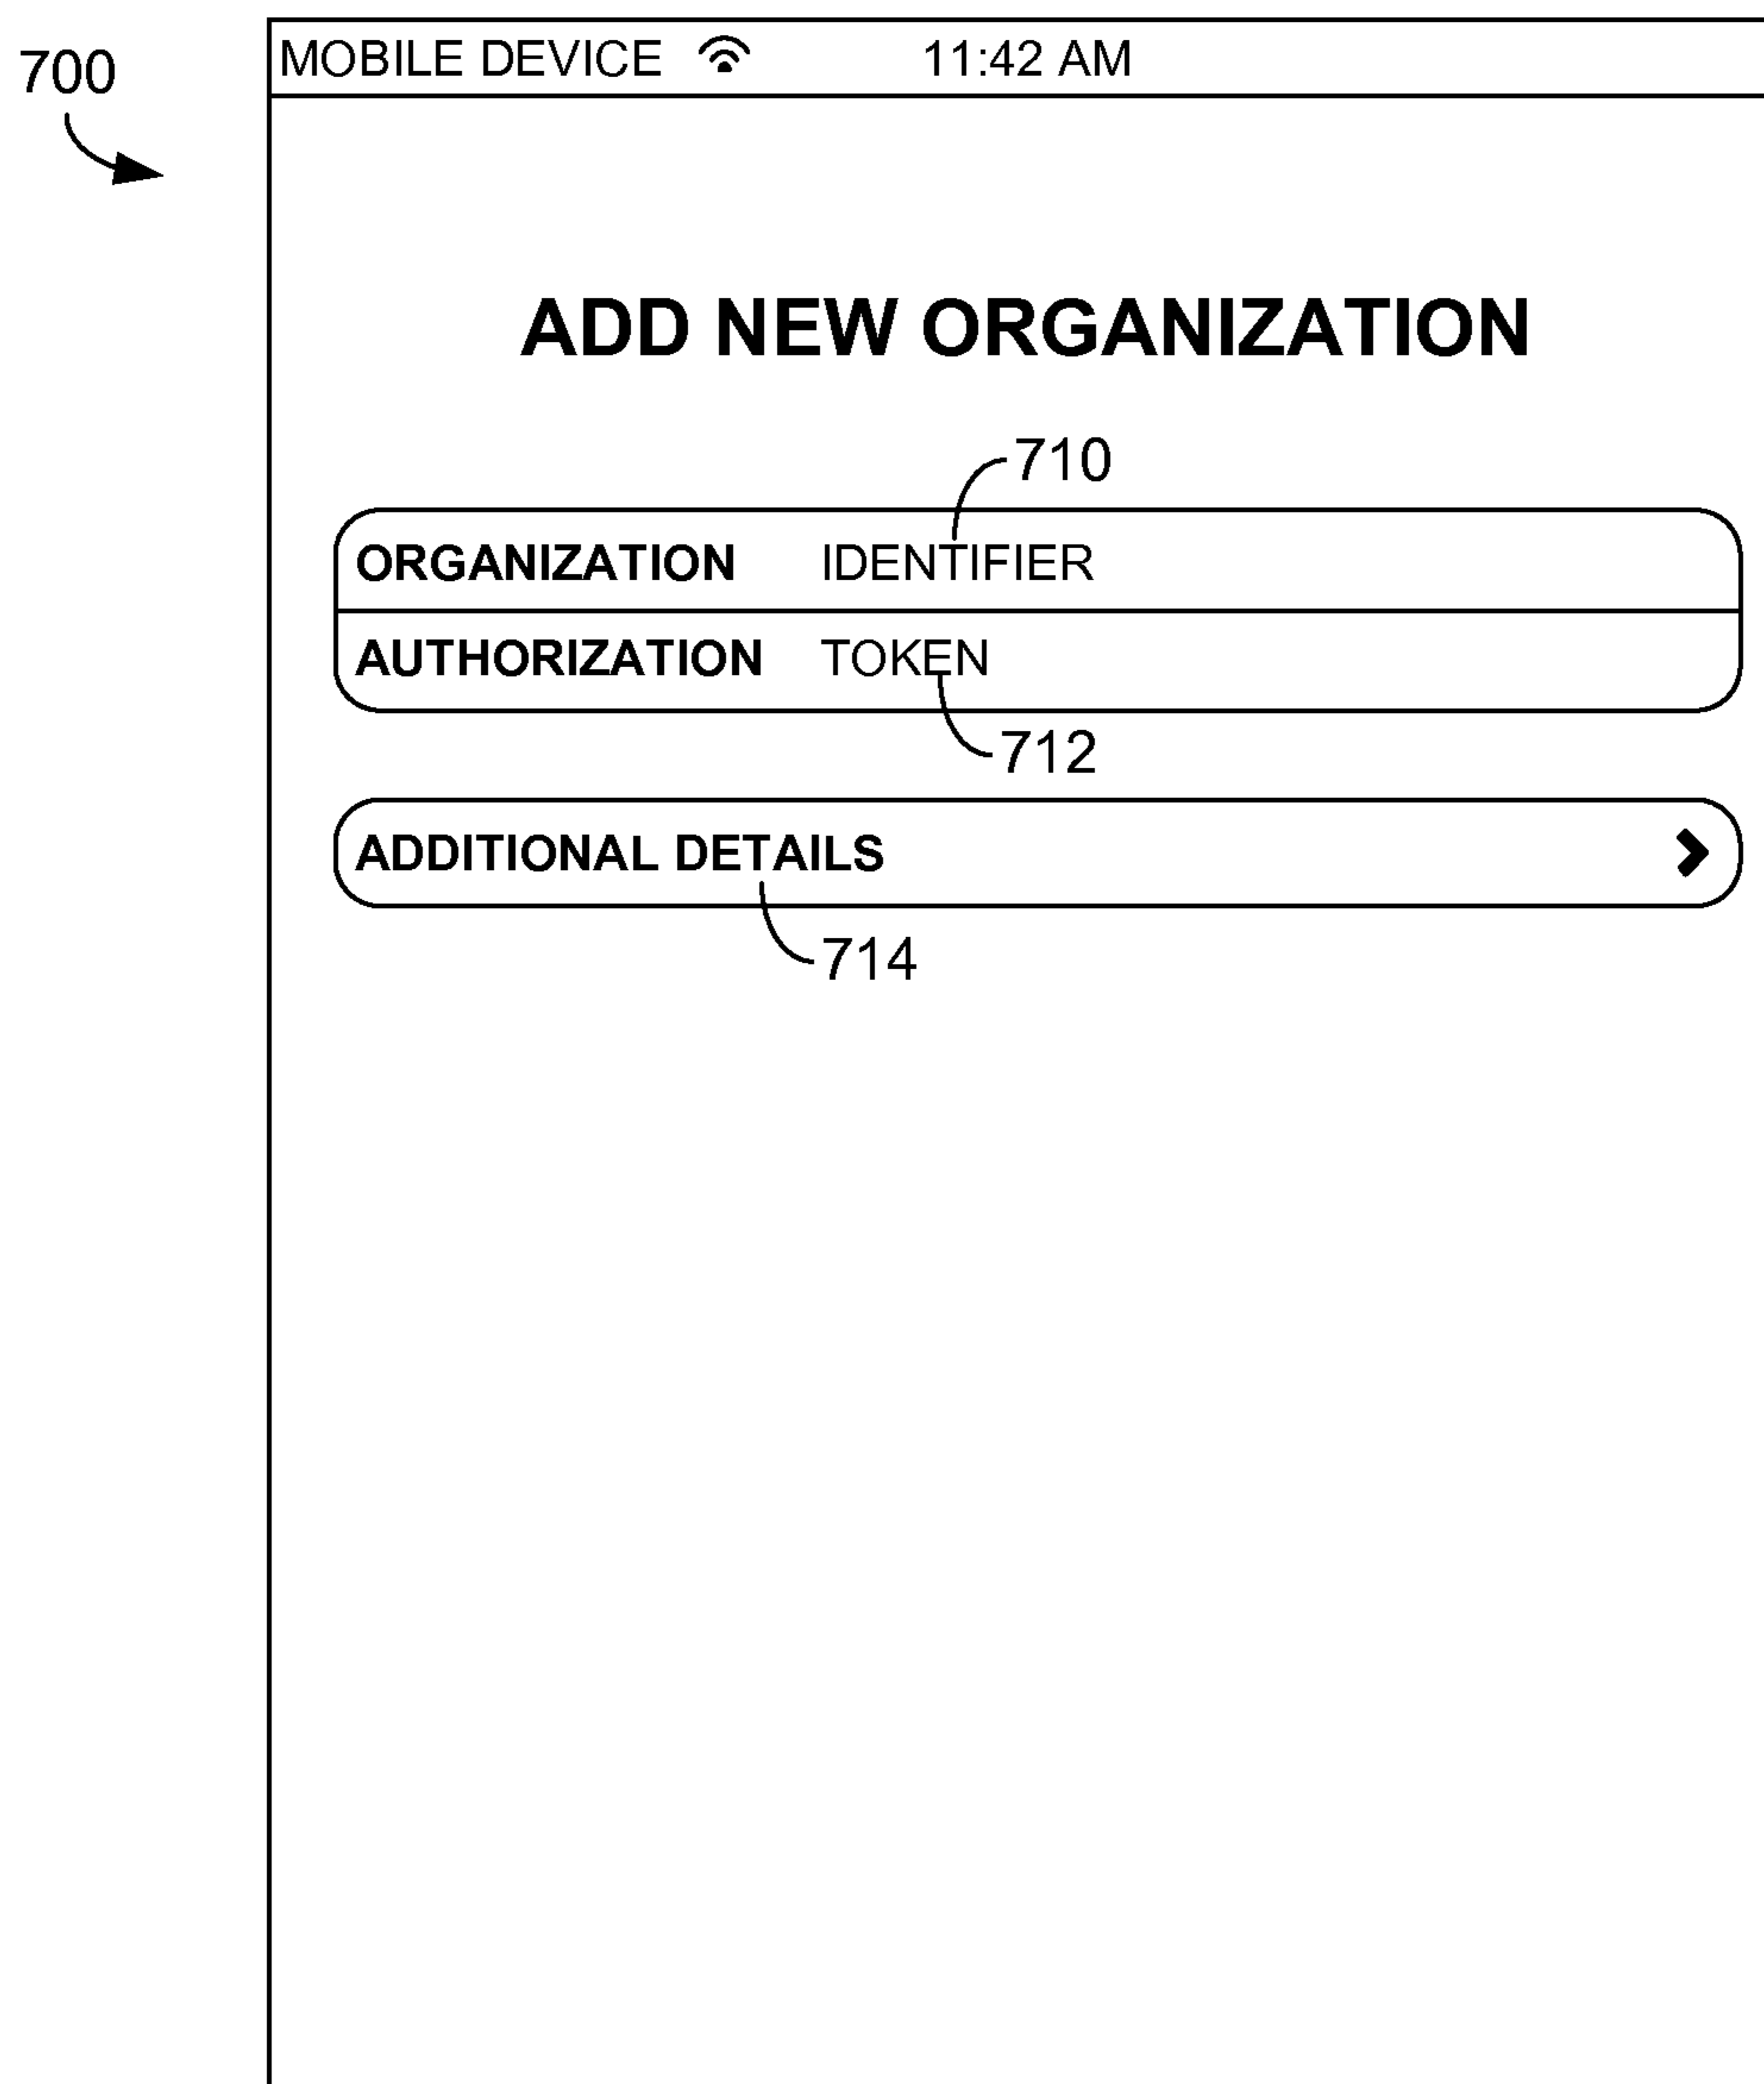 700
MOBILE DEVICE 11:42 AM
ADD NEW ORGANIZATION
710
ORGANIZATION IDENTIFIER
AUTHORIZATION TOKEN
712
ADDITIONAL DETAILS
714